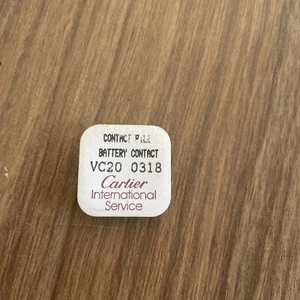 CONTACT PILE
BATTERY CONTACT
VC20 0318
Cartier
International
Service